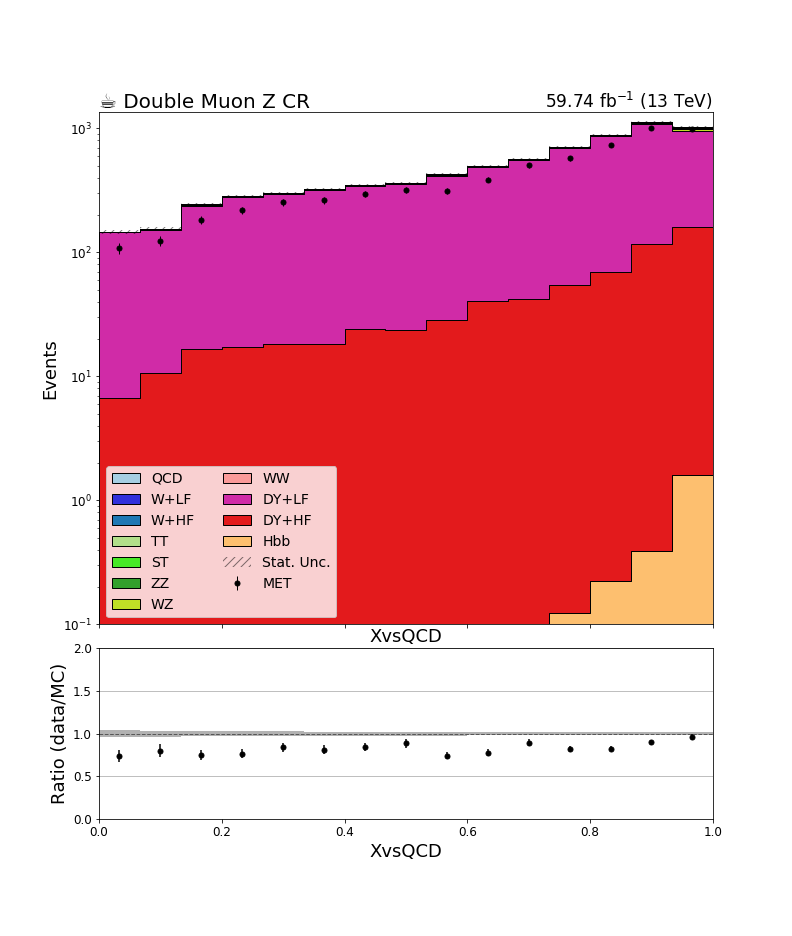 ☕ Double Muon Z CR
59.74 fb⁻¹ (13 TeV)
Events
10³
10²
10¹
10⁰
10⁻¹
QCD
W+LF
W+HF
TT
ST
ZZ
WZ
WW
DY+LF
DY+HF
Hbb
Stat. Unc.
MET
XvsQCD
Ratio (data/MC)
2.0
1.5
1.0
0.5
0.0
0.0 0.2 0.4 0.6 0.8 1.0
XvsQCD